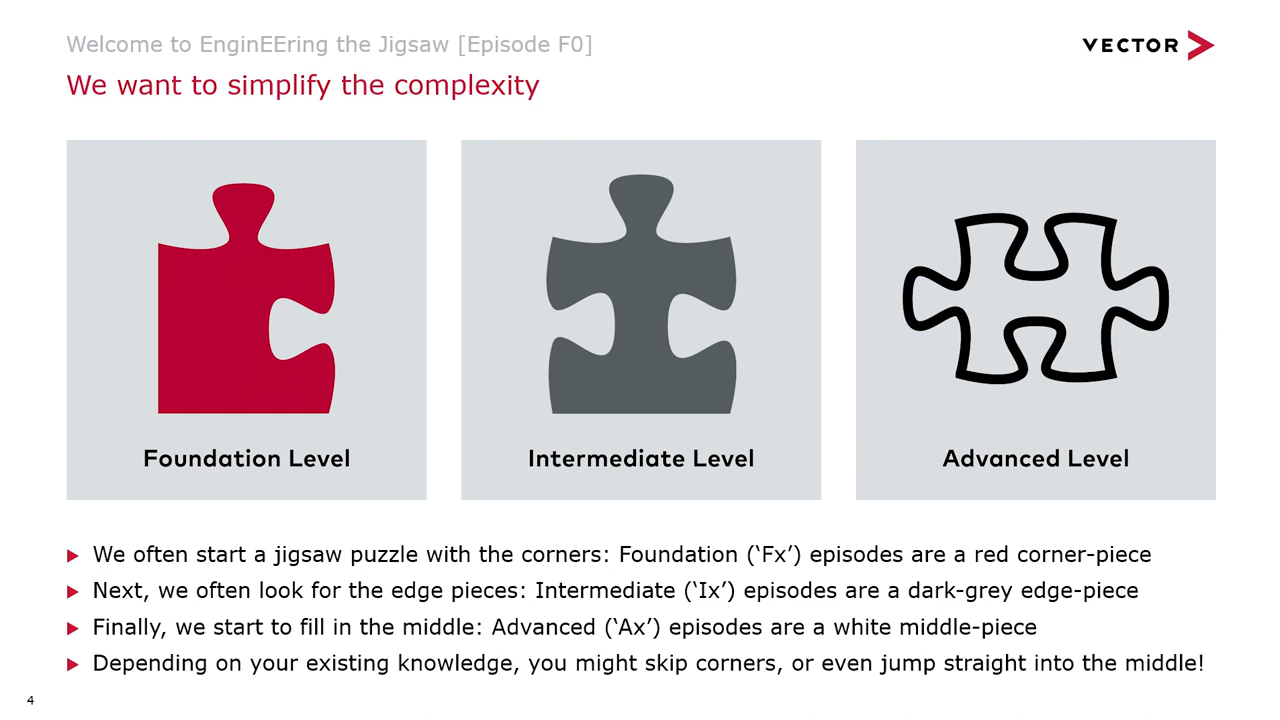 Welcome to EnginEEring the Jigsaw [Episode F0]
VECTOR
We want to simplify the complexity
Foundation Level
Intermediate Level
Advanced Level
We often start a jigsaw puzzle with the corners: Foundation (‘Fx’) episodes are a red corner-piece
Next, we often look for the edge pieces: Intermediate (‘Ix’) episodes are a dark-grey edge-piece
Finally, we start to fill in the middle: Advanced (‘Ax’) episodes are a white middle-piece
Depending on your existing knowledge, you might skip corners, or even jump straight into the middle!
4